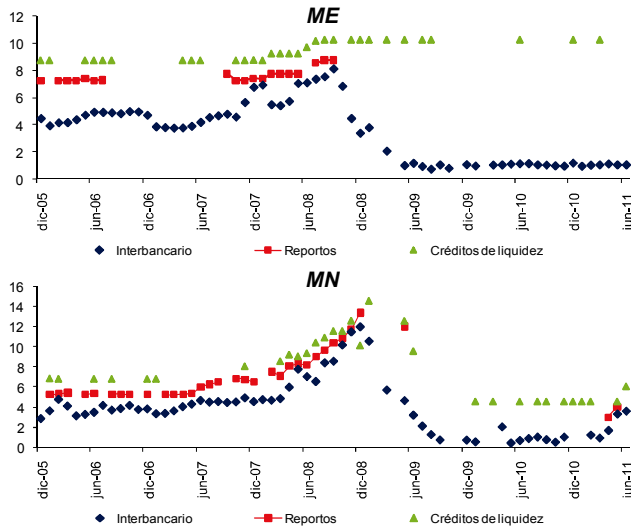 ME
12
10
8
6
4
2
0
dic-05
jun-06
dic-06
jun-07
dic-07
jun-08
dic-08
jun-09
dic-09
jun-10
dic-10
jun-11
Interbancario
Reportos
Créditos de liquidez
MN
16
14
12
10
8
6
4
2
0
dic-05
jun-06
dic-06
jun-07
dic-07
jun-08
dic-08
jun-09
dic-09
jun-10
dic-10
jun-11
Interbancario
Reportos
Créditos de liquidez